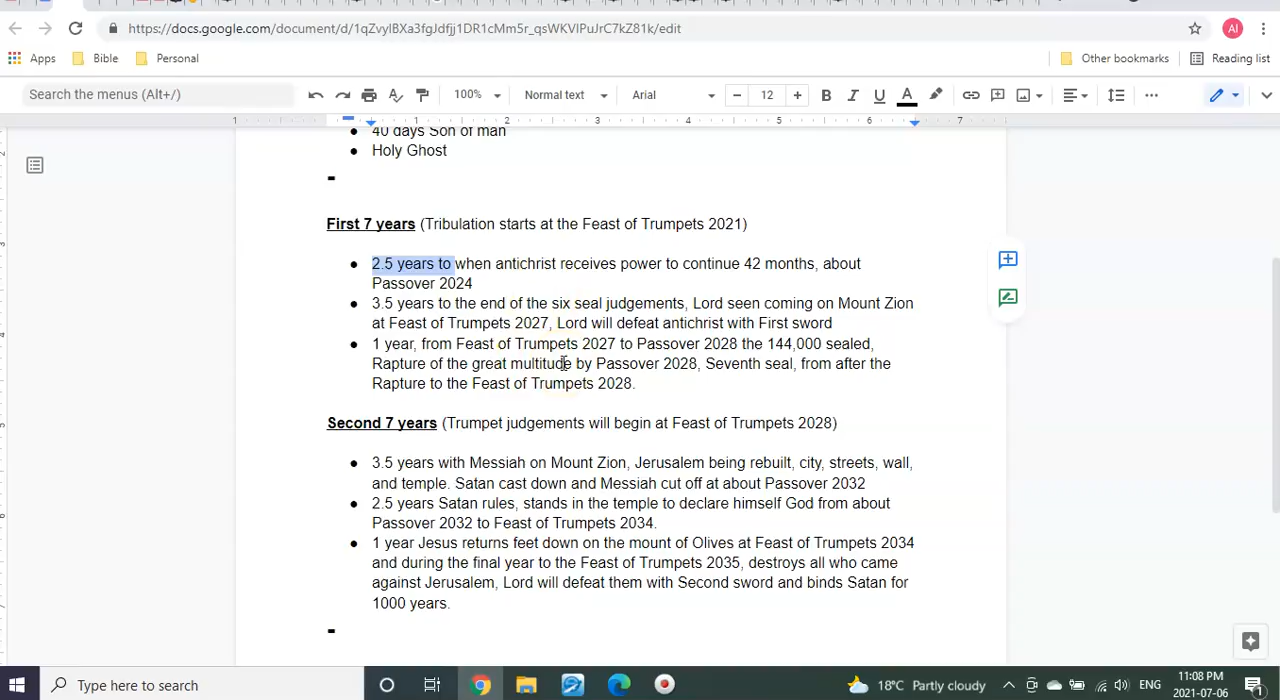 https://docs.google.com/document/d/1qZvylBXa3fgJdfjj1DR1cMm5r_qsWKVlPuJrC7kZ81k/edit
AI
Apps Bible Personal Other bookmarks Reading list
Search the menus (Alt+/) 100% Normal text Arial 12 B I U A
1 1 2 3 4 5 6 7
40 days Son of man
Holy Ghost
-
First 7 years (Tribulation starts at the Feast of Trumpets 2021)
2.5 years to when antichrist receives power to continue 42 months, about
Passover 2024
3.5 years to the end of the six seal judgements, Lord seen coming on Mount Zion
at Feast of Trumpets 2027, Lord will defeat antichrist with First sword
1 year, from Feast of Trumpets 2027 to Passover 2028 the 144,000 sealed,
Rapture of the great multitude by Passover 2028, Seventh seal, from after the
Rapture to the Feast of Trumpets 2028.
Second 7 years (Trumpet judgements will begin at Feast of Trumpets 2028)
3.5 years with Messiah on Mount Zion, Jerusalem being rebuilt, city, streets, wall,
and temple. Satan cast down and Messiah cut off at about Passover 2032
2.5 years Satan rules, stands in the temple to declare himself God from about
Passover 2032 to Feast of Trumpets 2034.
1 year Jesus returns feet down on the mount of Olives at Feast of Trumpets 2034
and during the final year to the Feast of Trumpets 2035, destroys all who came
against Jerusalem, Lord will defeat them with Second sword and binds Satan for
1000 years.
-
Type here to search 18°C Partly cloudy ENG 11:08 PM
2021-07-06